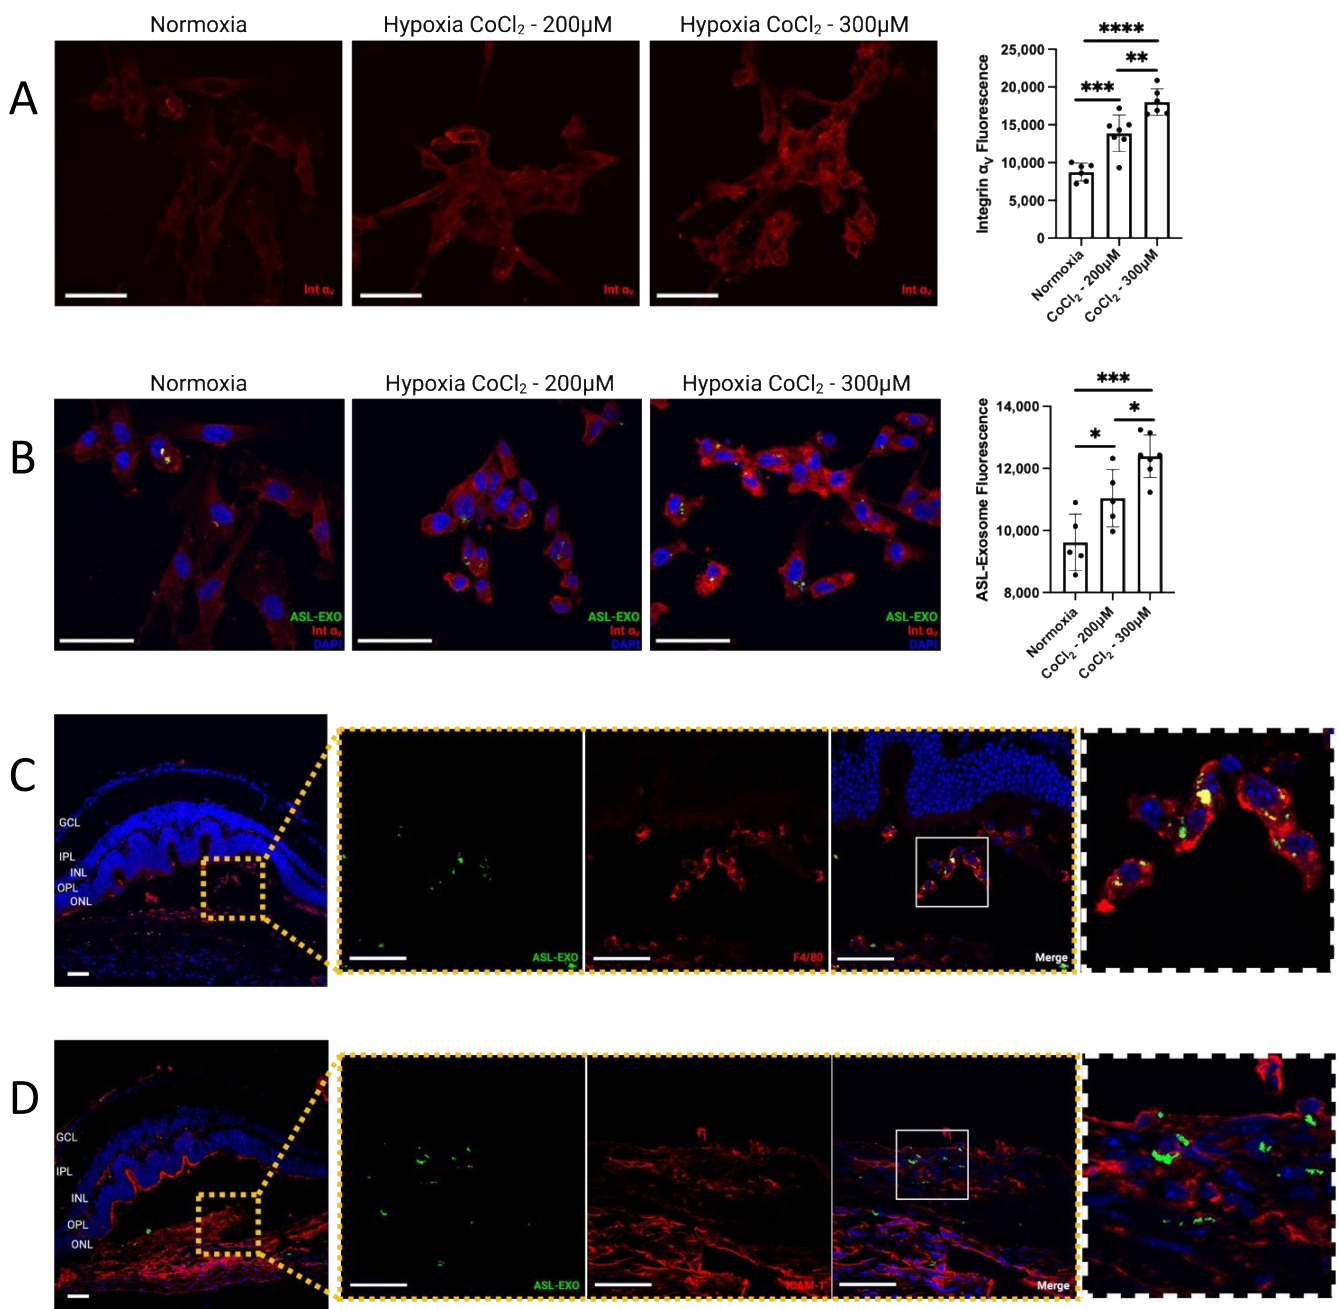 A
Normoxia
Hypoxia CoCl₂ - 200µM
Hypoxia CoCl₂ - 300µM
Int αᵥ
Int αᵥ
Int αᵥ
Integrin αᵥ Fluorescence
25,000
20,000
15,000
10,000
5,000
0
****
**
***
Normoxia
CoCl₂ - 200µM
CoCl₂ - 300µM
B
Normoxia
Hypoxia CoCl₂ - 200µM
Hypoxia CoCl₂ - 300µM
ASL-EXO
Int αᵥ
DAPI
ASL-EXO
Int αᵥ
DAPI
ASL-EXO
Int αᵥ
DAPI
ASL-Exosome Fluorescence
14,000
12,000
10,000
8,000
***
*
*
Normoxia
CoCl₂ - 200µM
CoCl₂ - 300µM
C
GCL
IPL
INL
OPL
ONL
ASL-EXO
F4/80
Merge
D
GCL
IPL
INL
OPL
ONL
ASL-EXO
ICAM-1
Merge